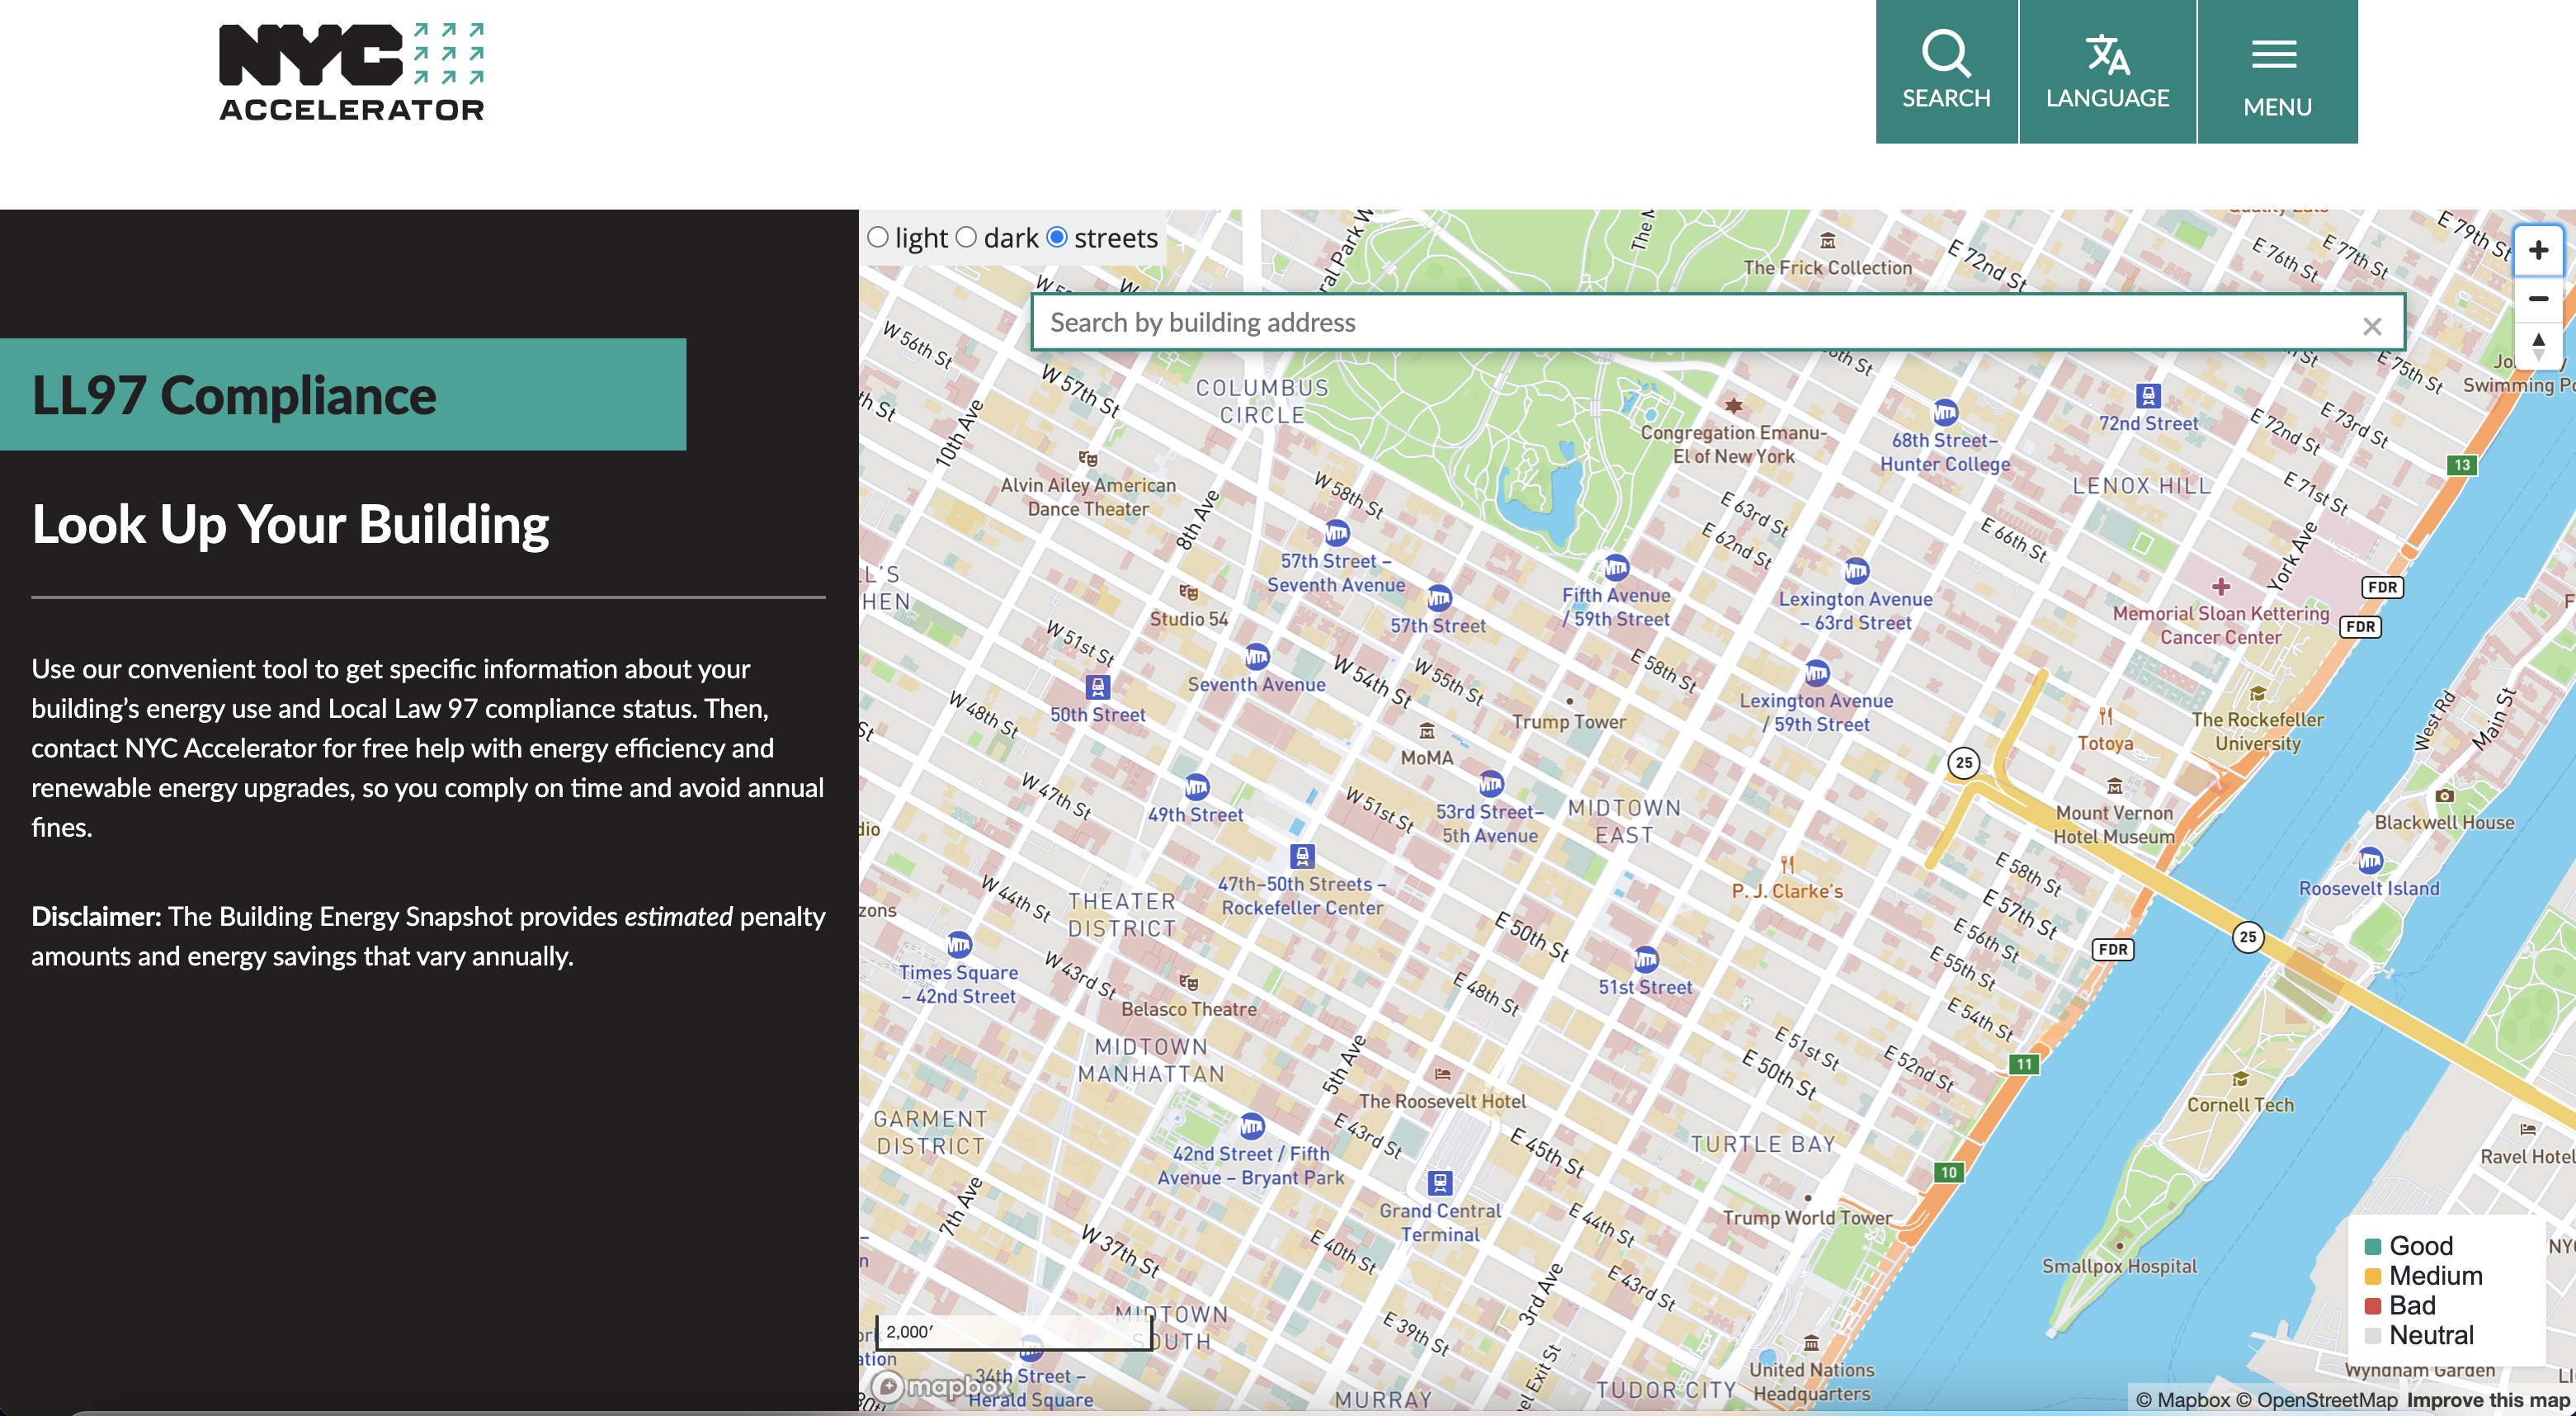 NYC
ACCELERATOR
SEARCH
LANGUAGE
MENU
LL97 Compliance
Look Up Your Building
Use our convenient tool to get specific information about your
building’s energy use and Local Law 97 compliance status. Then,
contact NYC Accelerator for free help with energy efficiency and
renewable energy upgrades, so you comply on time and avoid annual
fines.
Disclaimer: The Building Energy Snapshot provides estimated penalty
amounts and energy savings that vary annually.
light dark streets
Search by building address
The Frick Collection
E 72nd St
E 76th St
E 77th St
E 79th St
W 56th St
W 57th St
COLUMBUS
CIRCLE
10th Ave
Congregation Emanu-
El of New York
68th Street–
Hunter College
72nd Street
E 75th St
E 72nd St
E 73rd St
13
LENOX HILL
E 71st St
Alvin Ailey American
Dance Theater
8th Ave
W 58th St
E 63rd St
E 62nd St
E 66th St
York Ave
57th Street –
Seventh Avenue
57th Street
Fifth Avenue
/ 59th Street
Lexington Avenue
– 63rd Street
Memorial Sloan Kettering
Cancer Center
FDR
FDR
Studio 54
W 51st St
Seventh Avenue
W 54th St
W 55th St
E 58th St
50th Street
W 48th St
Trump Tower
Lexington Avenue
/ 59th Street
Totoya
The Rockefeller
University
West Rd
Main St
25
MoMA
W 47th St
49th Street
W 51st St
53rd Street–
5th Avenue
MIDTOWN
EAST
Mount Vernon
Hotel Museum
Blackwell House
P. J. Clarke's
E 58th St
E 57th St
E 56th St
E 55th St
E 54th St
Roosevelt Island
25
FDR
47th–50th Streets –
Rockefeller Center
THEATER
DISTRICT
W 44th St
W 43rd St
E 50th St
E 48th St
51st Street
Times Square
– 42nd Street
Belasco Theatre
E 51st St
E 50th St
E 52nd St
11
MIDTOWN
MANHATTAN
5th Ave
The Roosevelt Hotel
Cornell Tech
GARMENT
DISTRICT
42nd Street / Fifth
Avenue – Bryant Park
E 43rd St
E 45th St
TURTLE BAY
10
Ravel Hotel
7th Ave
Grand Central
Terminal
E 44th St
Trump World Tower
W 37th St
E 40th St
E 43rd St
3rd Ave
Smallpox Hospital
Good
Medium
Bad
Neutral
MIDTOWN
SOUTH
2,000′
E 39th St
34th Street –
Herald Square
mapbox
MURRAY
TUDOR CITY
United Nations
Headquarters
Wyndham Garden
© Mapbox © OpenStreetMap Improve this map